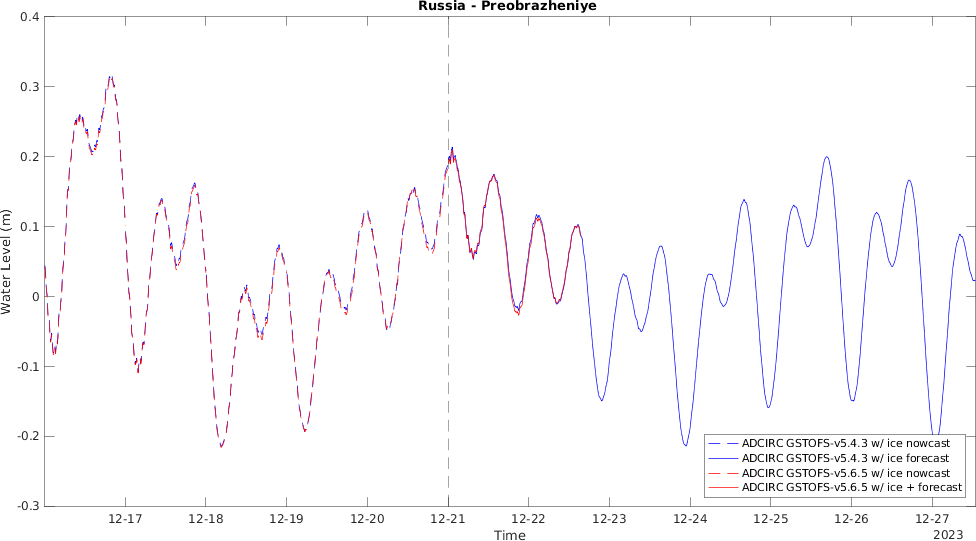 Russia - Preobrazheniye
Water Level (m)
0.4
0.3
0.2
0.1
0
-0.1
-0.2
-0.3
12-17
12-18
12-19
12-20
12-21
12-22
12-23
12-24
12-25
12-26
12-27
Time
2023
ADCIRC GSTOFS-v5.4.3 w/ ice nowcast
ADCIRC GSTOFS-v5.4.3 w/ ice forecast
ADCIRC GSTOFS-v5.6.5 w/ ice nowcast
ADCIRC GSTOFS-v5.6.5 w/ ice + forecast